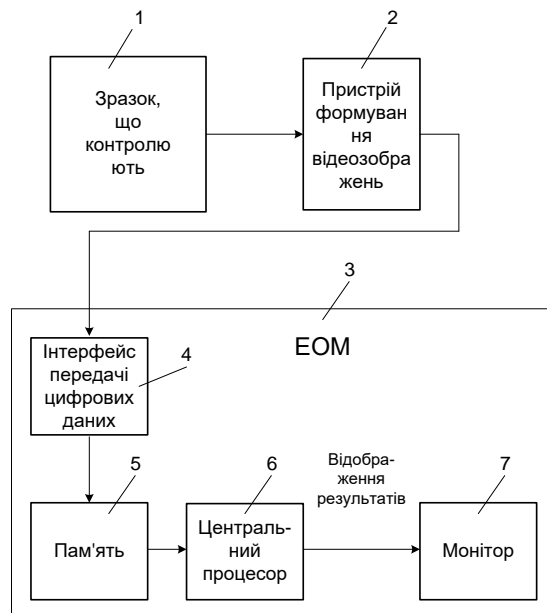 1
2
Зразок,
що
контролю
ють
Пристрій
формуван
ня
відеозобра
жень
3
ЕОМ
Інтерфейс
передачі
цифрових
даних
4
5
6
Відобра-
ження
результатів
7
Пам'ять
Централь-
ний
процесор
Монітор